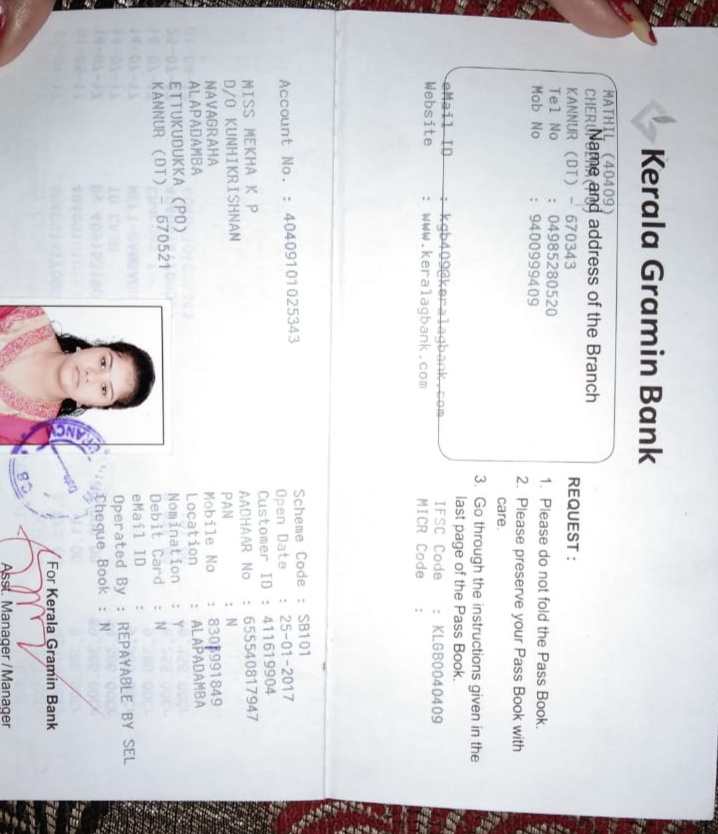 Kerala Gramin Bank
Name and address of the Branch
MATHIL (40409)
KANNUR (DT) - 670343
Tel No : 04985280520
Mob No : 9400999409
eMail ID : kgb409@keralagbank.com
Website : www.keralagbank.com
REQUEST :
1. Please do not fold the Pass Book.
2. Please preserve your Pass Book with
care.
3. Go through the instructions given in the
last page of the Pass Book.
IFSC Code : KLGB0040409
MICR Code :
Account No. : 40409101025343
MISS MEKHA K P
D/O KUNHIKRISHNAN
NAVAGRAHA
ALAPADAMBA
ETTUKUDUKKA (PO)
KANNUR (DT) - 670521
Scheme Code : SB101
Open Date : 25-01-2017
Customer ID : 411619904
AADHAAR No : 655540817947
PAN : N
Mobile No :
Location : ALAPADAMBA
Nomination : Y
Debit Card : N
eMail ID :
Operated By : REPAYABLE BY SEL
Cheque Book : N
For Kerala Gramin Bank
Asst. Manager/Manager